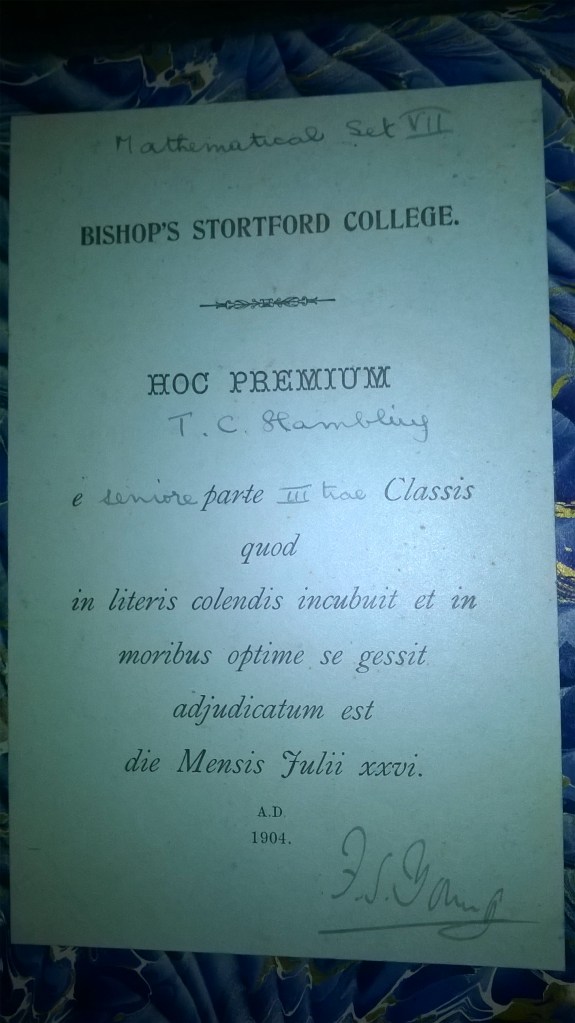 Mathematical Set VII
BISHOP'S STORTFORD COLLEGE.
HOC PREMIUM
T. C. Hambling
e seniore parte III tiae Classis
quod
in literis colendis incubuit et in
moribus optime se gessit
adjudicatum est
die Mensis Julii xxvi.
A.D
1904.
F.S. Young